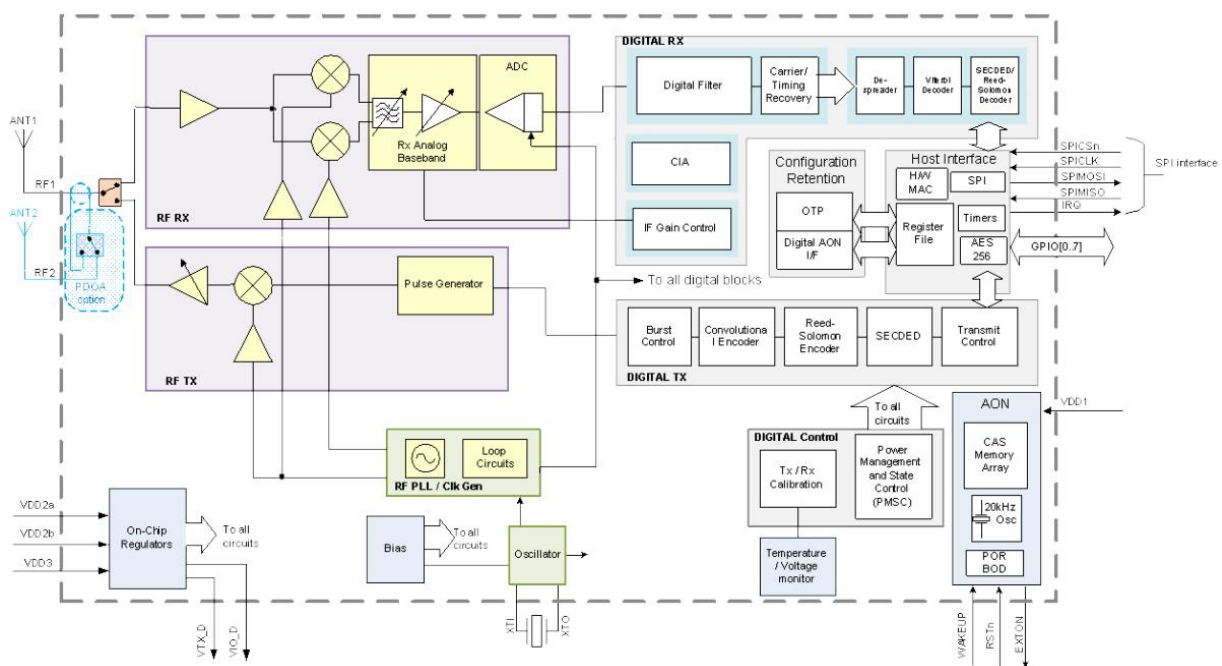 DIGITAL RX
ADC
Digital Filter
Carrier/
Timing
Recovery
De-
spreader
Viterbi
Decoder
SECDED/
Reed-
Solomon
Decoder
ANT1
RF1
ANT2
RF2
PDOA
option
Rx Analog
Baseband
RF RX
CIA
IF Gain Control
Configuration
Retention
OTP
Digital AON
I/F
Host Interface
H/W
MAC
SPI
Register
File
Timers
AES
256
SPICSn
SPICLK
SPIMOSI
SPIMISO
IRQ
SPI interface
GPIO[0..7]
To all digital blocks
Pulse Generator
RF TX
Burst
Control
Convolutiona
l Encoder
Reed-
Solomon
Encoder
SECDED
Transmit
Control
DIGITAL TX
To all
circuits
DIGITAL Control
Tx / Rx
Calibration
Power
Management
and State
Control
(PMSC)
Temperature
/ Voltage
monitor
AON
VDD1
CAS
Memory
Array
20kHz
Osc
POR
BOD
WAKEUP
RSTn
EXTON
Loop
Circuits
RF PLL / Clk Gen
VDD2a
VDD2b
VDD3
On-Chip
Regulators
To all
circuits
VTX_D
VIO_D
Bias
To all
circuits
Oscillator
XTI
XTO